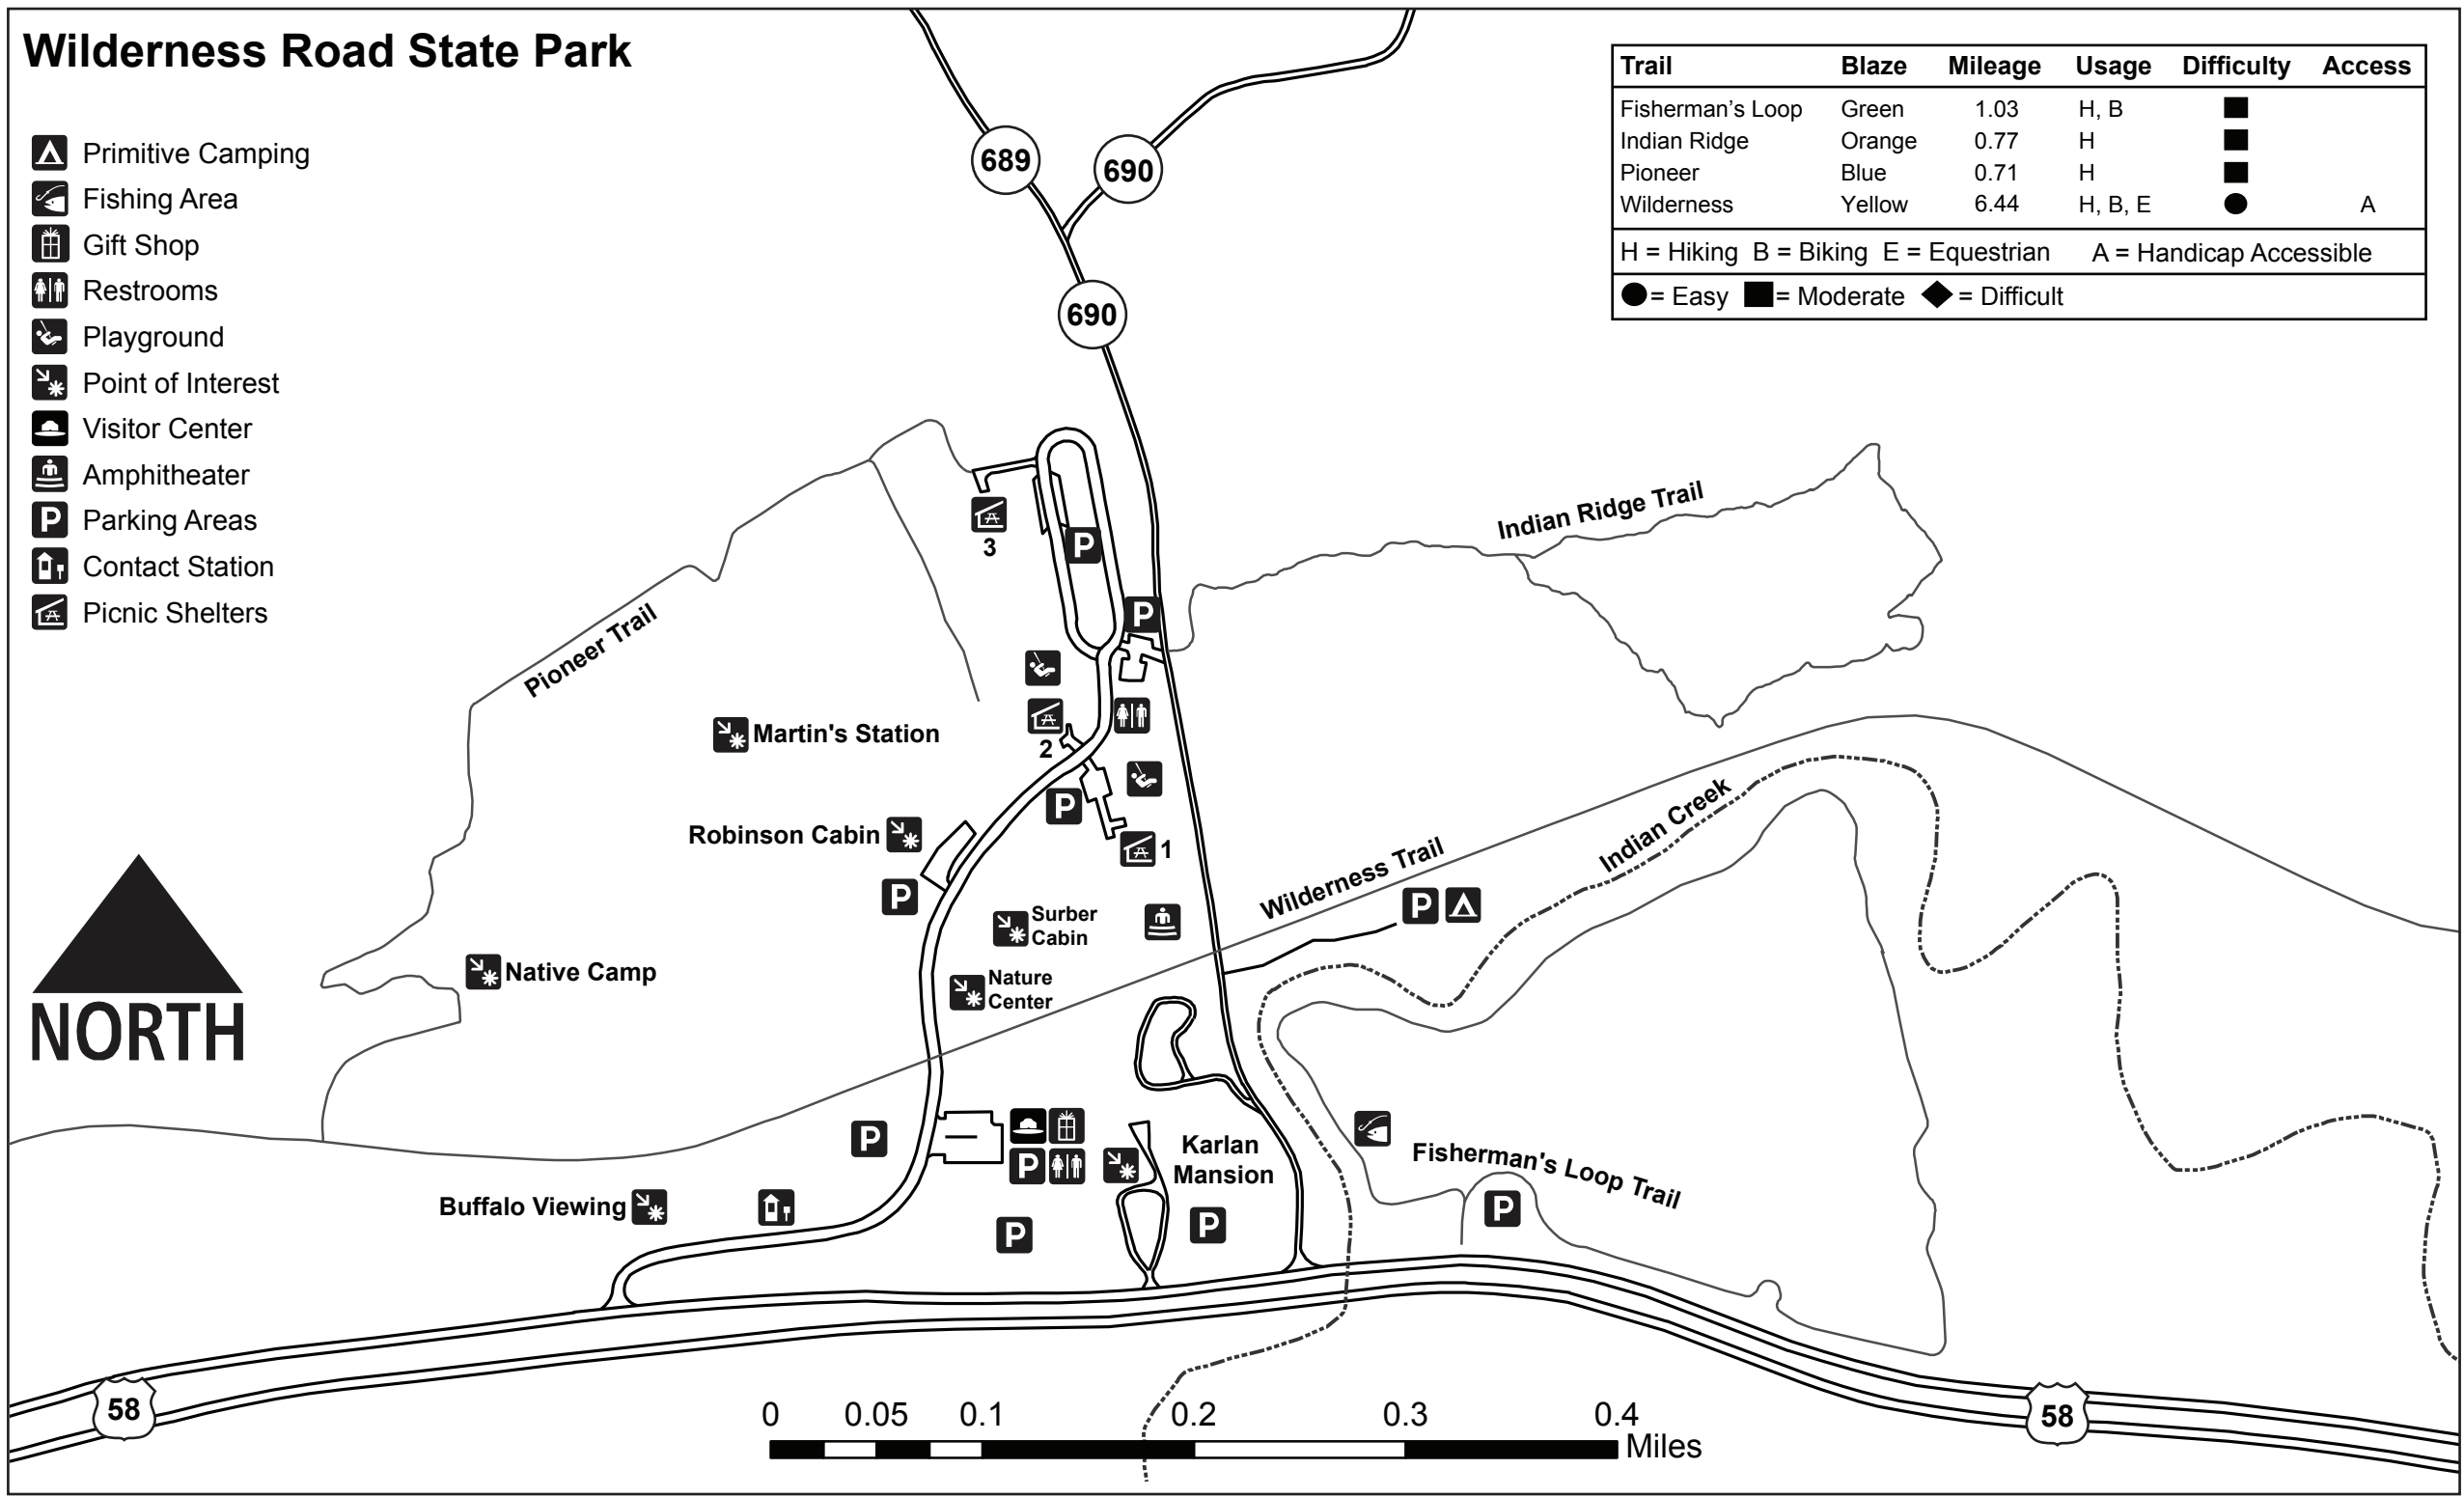 Wilderness Road State Park
Primitive Camping
Fishing Area
Gift Shop
Restrooms
Playground
Point of Interest
Visitor Center
Amphitheater
P Parking Areas
Contact Station
Picnic Shelters
Trail Blaze Mileage Usage Difficulty Access
Fisherman's Loop Green 1.03 H, B
Indian Ridge Orange 0.77 H
Pioneer Blue 0.71 H
Wilderness Yellow 6.44 H, B, E A
H = Hiking B = Biking E = Equestrian A = Handicap Accessible
= Easy = Moderate = Difficult
689
690
690
Indian Ridge Trail
3
P
P
Pioneer Trail
Martin's Station
2
P
Robinson Cabin
1
P
Surber
Cabin
Wilderness Trail
Indian Creek
P
Native Camp
Nature
Center
NORTH
P
P
Karlan
Mansion
Fisherman's Loop Trail
Buffalo Viewing
P
P
P
58
58
0 0.05 0.1 0.2 0.3 0.4
Miles